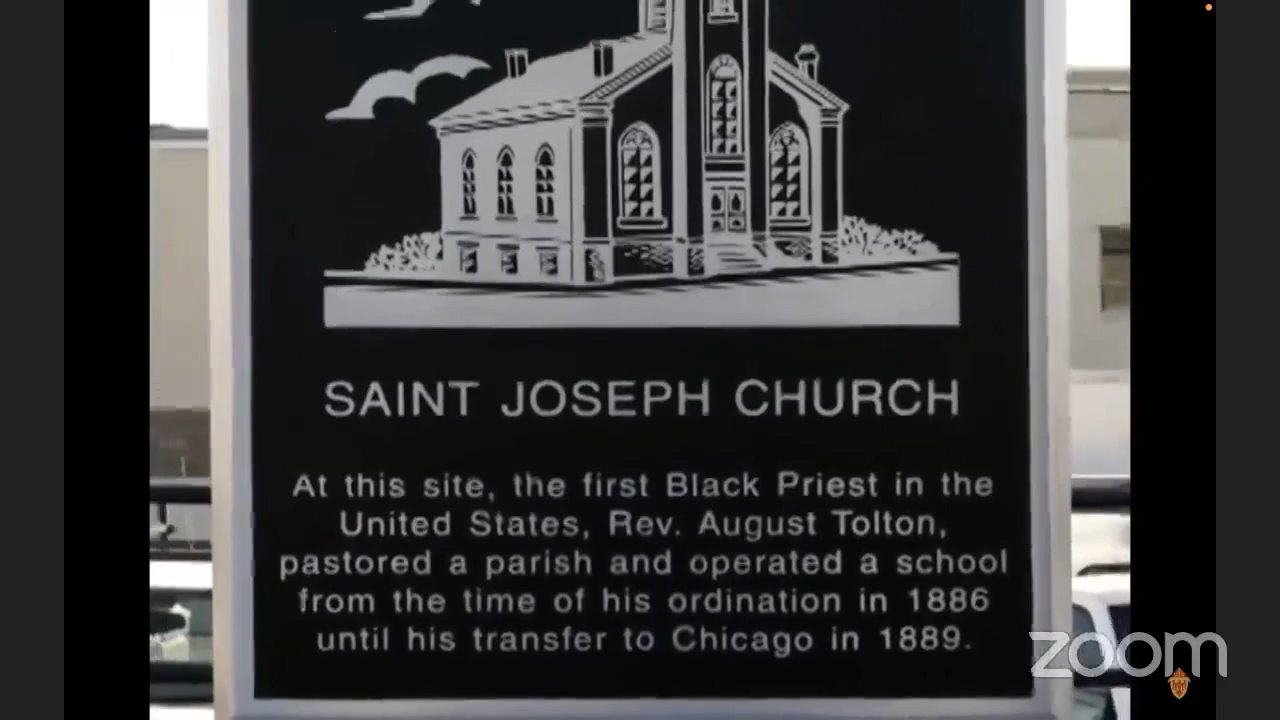 SAINT JOSEPH CHURCH
At this site, the first Black Priest in the
United States, Rev. August Tolton,
pastored a parish and operated a school
from the time of his ordination in 1886
until his transfer to Chicago in 1889.
zoom